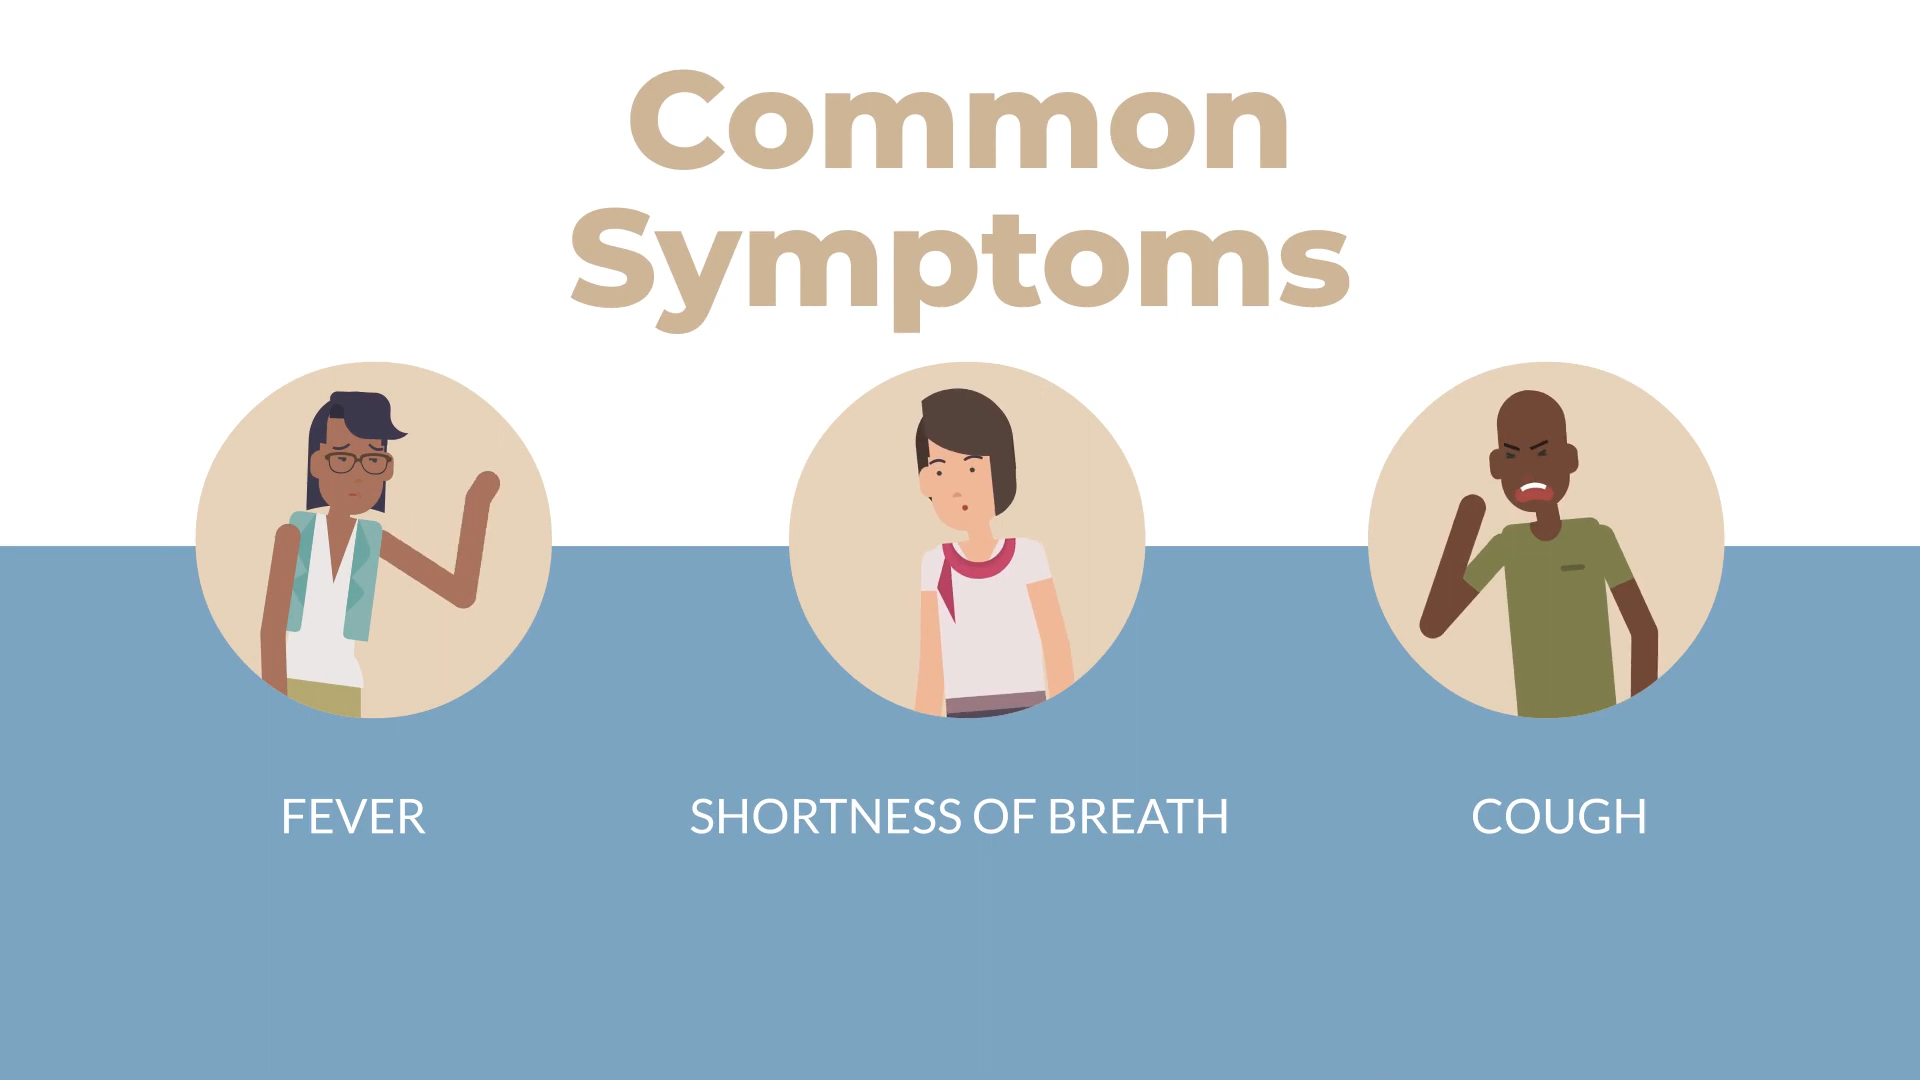 Common
Symptoms
FEVER
SHORTNESS OF BREATH
COUGH